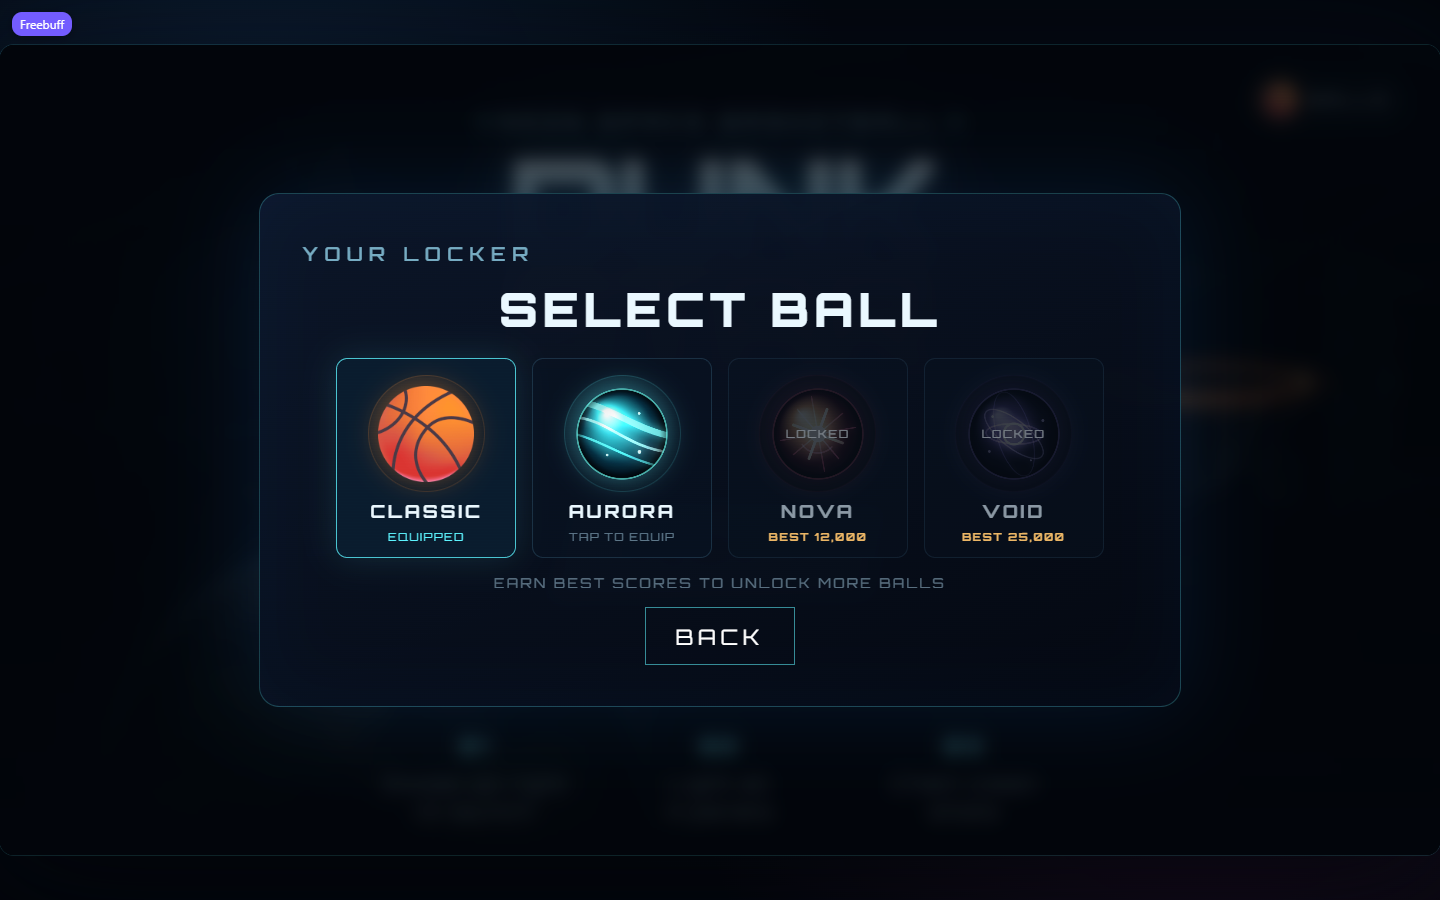 Freebuff
YOUR LOCKER
SELECT BALL
LOCKED
LOCKED
CLASSIC
AURORA
NOVA
VOID
EQUIPPED
TAP TO EQUIP
BEST 12,000
BEST 25,000
EARN BEST SCORES TO UNLOCK MORE BALLS
BACK